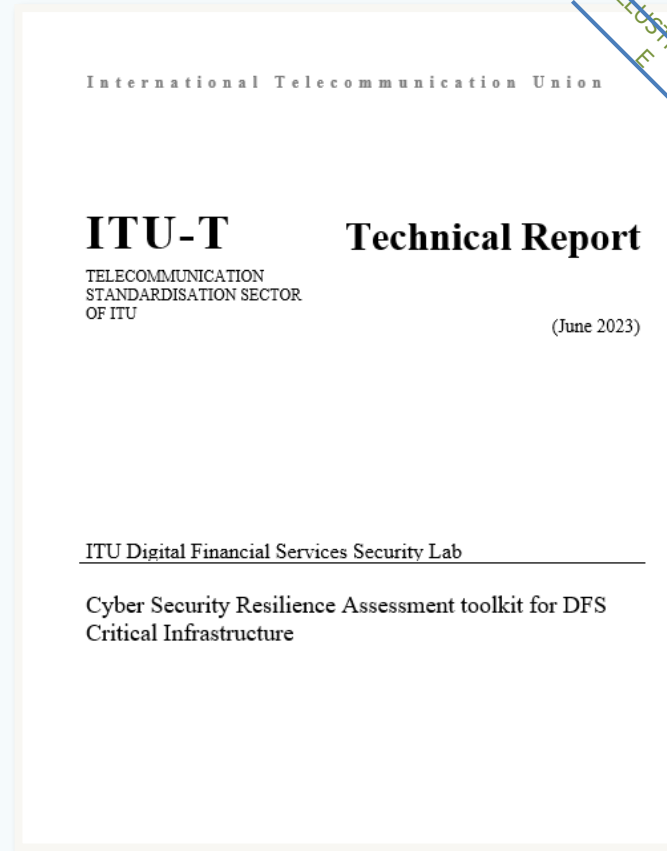 International Telecommunication Union
ITU-T
Technical Report
TELECOMMUNICATION
STANDARDISATION SECTOR
OF ITU
(June 2023)
ITU Digital Financial Services Security Lab
Cyber Security Resilience Assessment toolkit for DFS
Critical Infrastructure